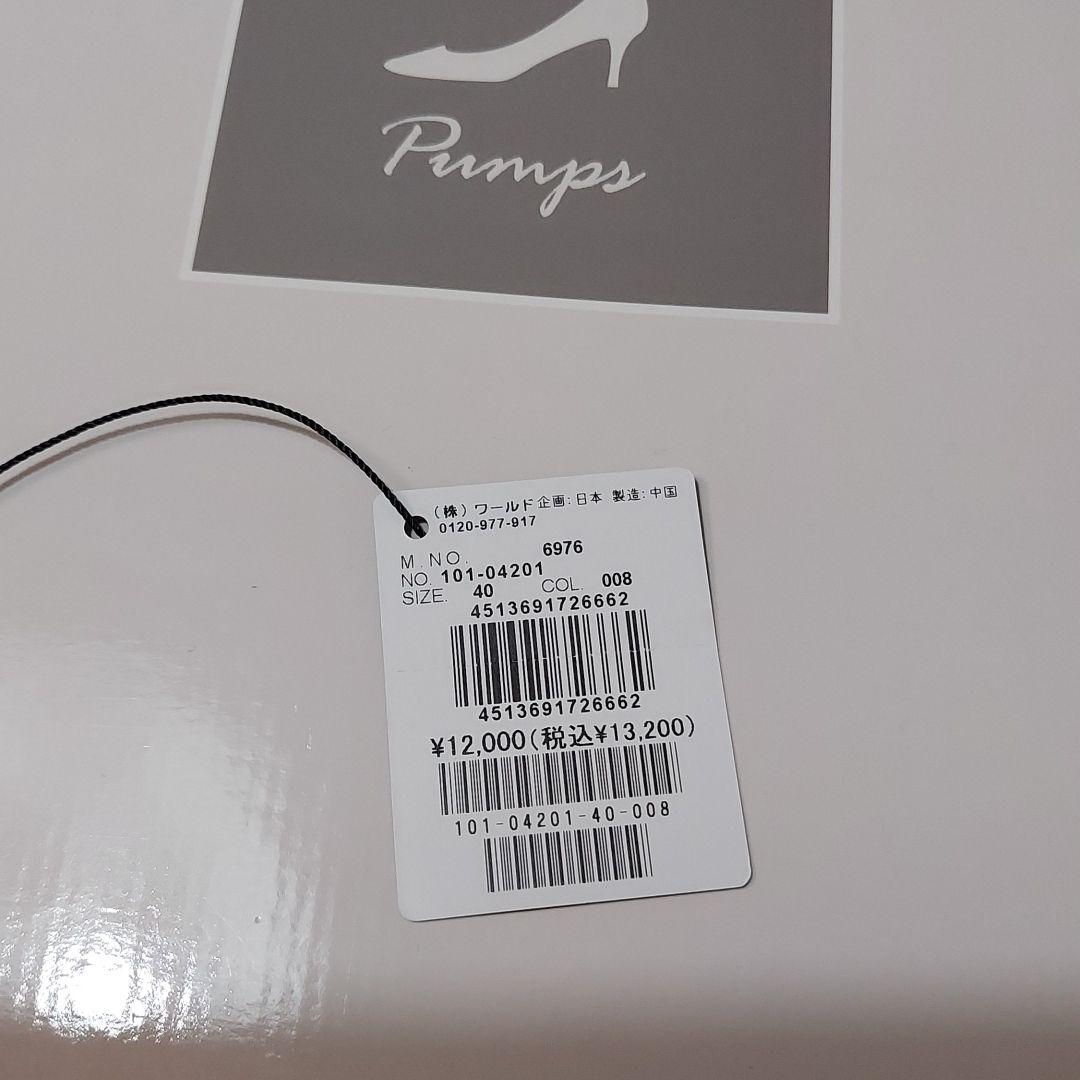 Pumps
(株)ワールド 企画:日本 製造:中国
0120-977-917
M.NO. 6976
NO. 101-04201
SIZE. 40 COL. 008
4513691726662
4513691726662
¥12,000(税込¥13,200)
101-04201-40-008